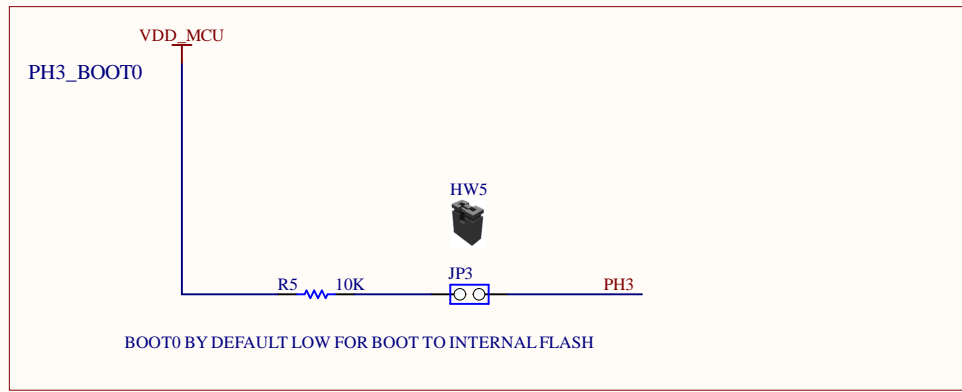 VDD_MCU
PH3_BOOT0
HW5
JP3
R5 10K PH3
BOOT0 BY DEFAULT LOW FOR BOOT TO INTERNAL FLASH